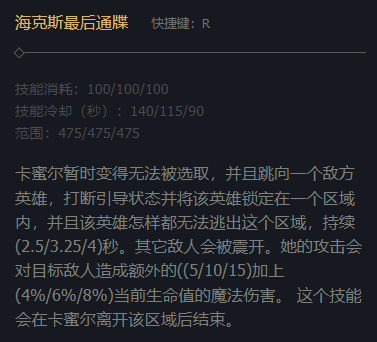 海克斯最后通牒 快捷键：R
技能消耗：100/100/100
技能冷却（秒）：140/115/90
范围：475/475/475
卡蜜尔暂时变得无法被选取，并且跳向一个敌方
英雄，打断引导状态并将该英雄锁定在一个区域
内，并且该英雄怎样都无法逃出这个区域，持续
(2.5/3.25/4)秒。其它敌人会被震开。她的攻击会
对目标敌人造成额外的((5/10/15)加上
(4%/6%/8%)当前生命值的魔法伤害。 这个技能
会在卡蜜尔离开该区域后结束。